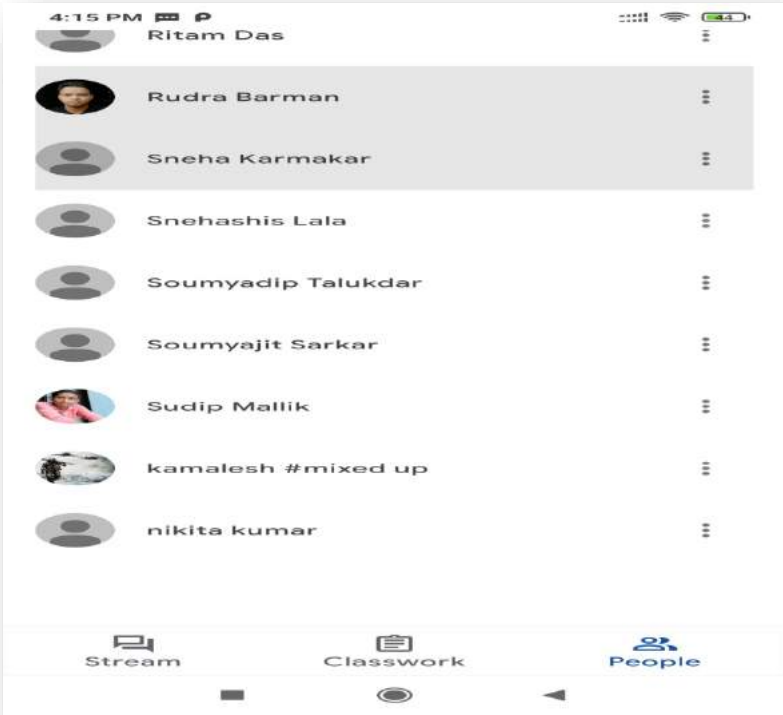 4:15 PM P 44
Ritam Das
Rudra Barman
Sneha Karmakar
Snehashis Lala
Soumyadip Talukdar
Soumyajit Sarkar
Sudip Mallik
kamalesh #mixed up
nikita kumar
Stream Classwork People